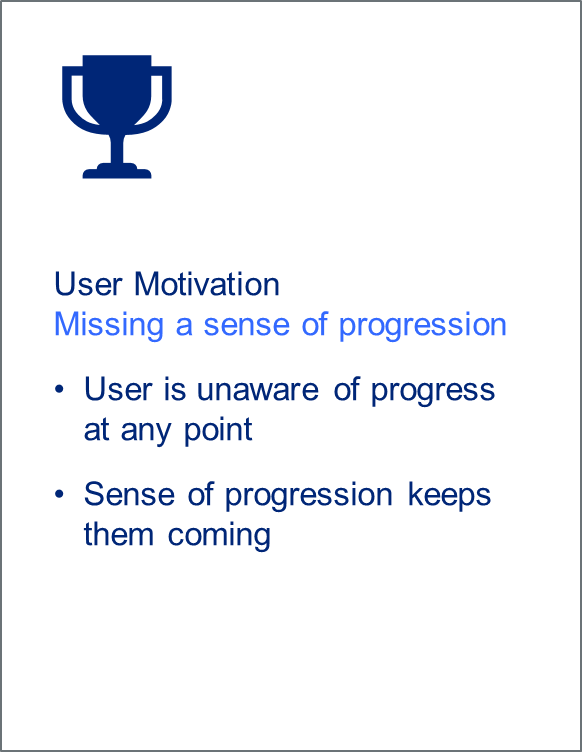 User Motivation
Missing a sense of progression
• User is unaware of progress
at any point
• Sense of progression keeps
them coming